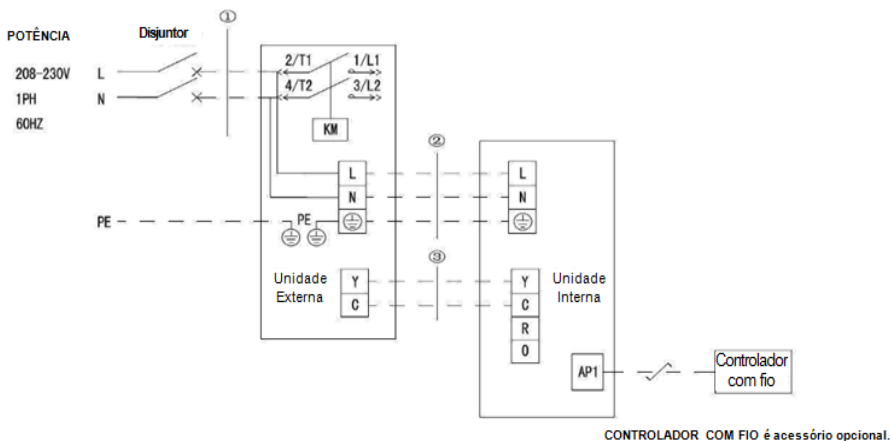 ①
POTÊNCIA
Disjuntor
208-230V
1PH
60HZ
L
N
2/T1
1/L1
4/T2
3/L2
KM
②
L
N
L
N
PE
PE
③
Unidade
Externa
Y
C
Y
C
R
O
Unidade
Interna
AP1
Controlador
com fio
CONTROLADOR COM FIO é acessório opcional.